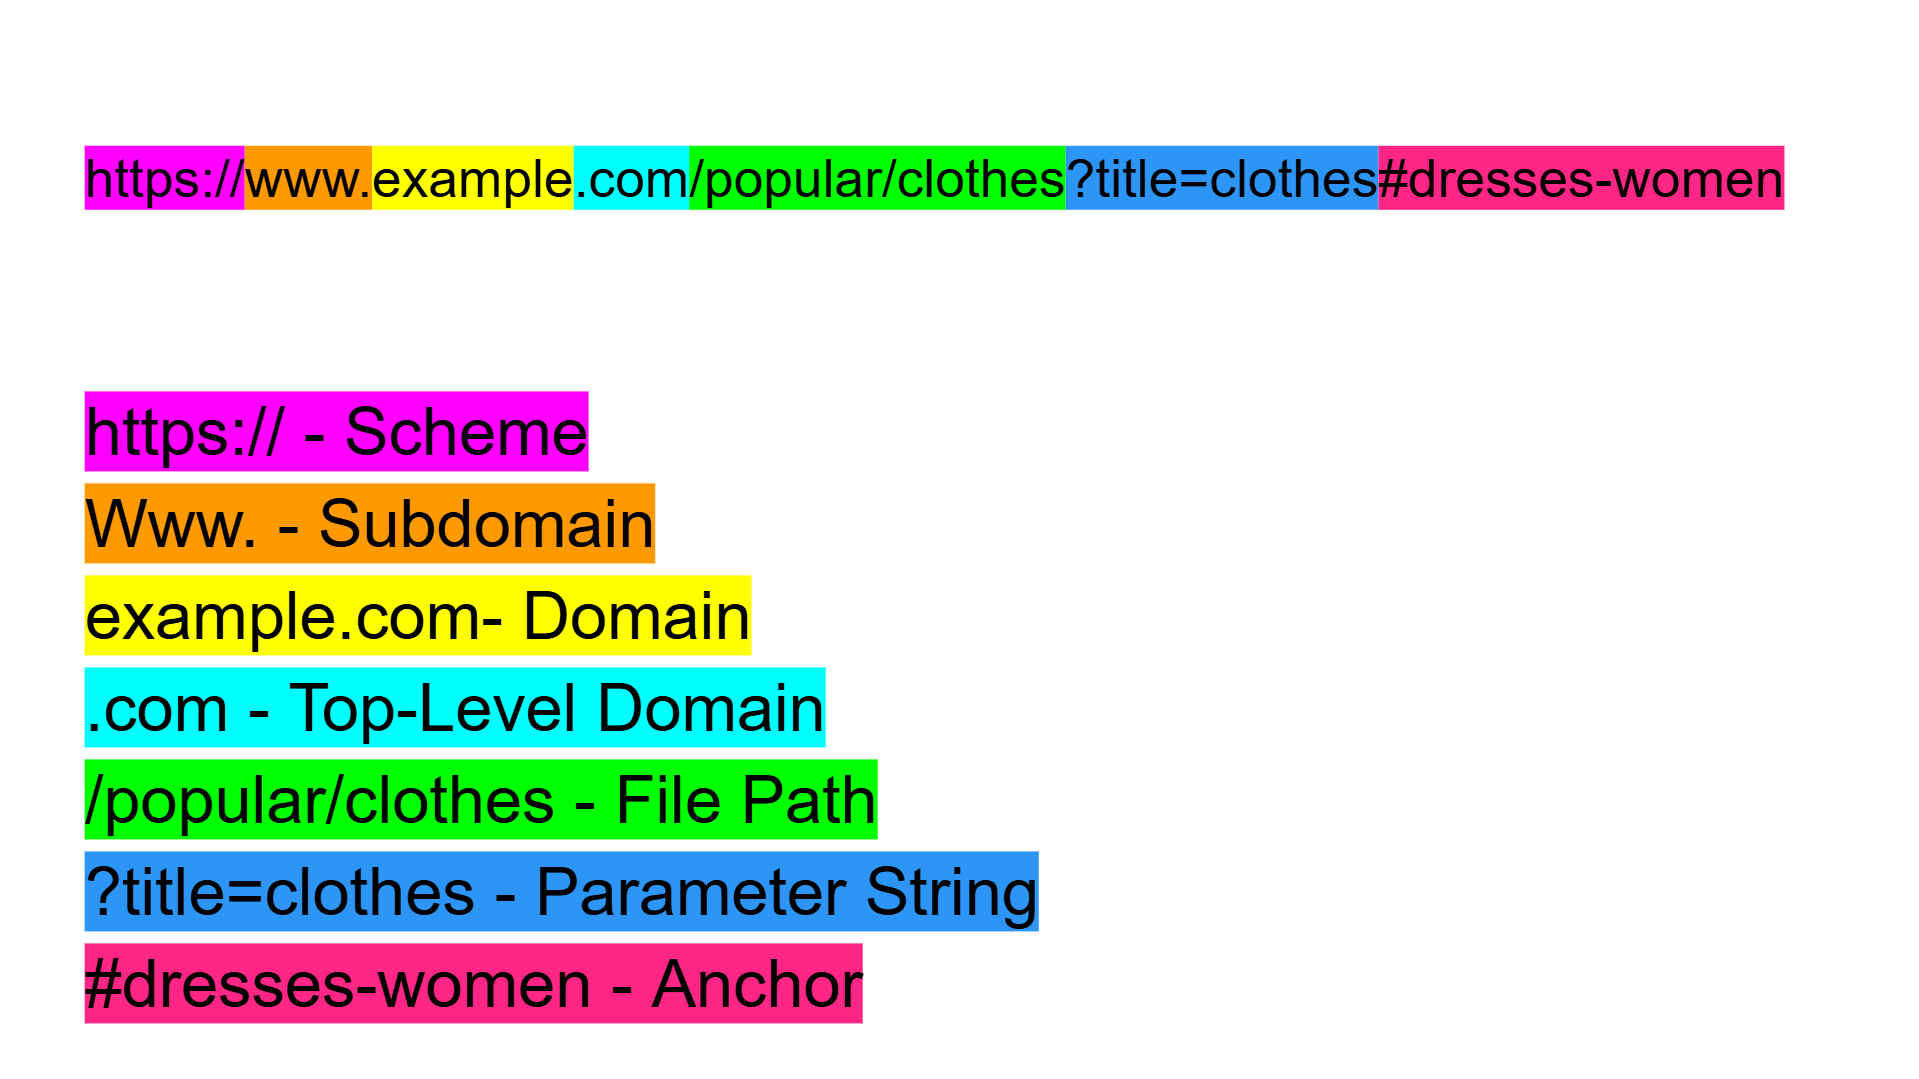 https://www.example.com/popular/clothes?title=clothes#dresses-women
https:// - Scheme
Www. - Subdomain
example.com- Domain
.com - Top-Level Domain
/popular/clothes - File Path
?title=clothes - Parameter String
#dresses-women - Anchor